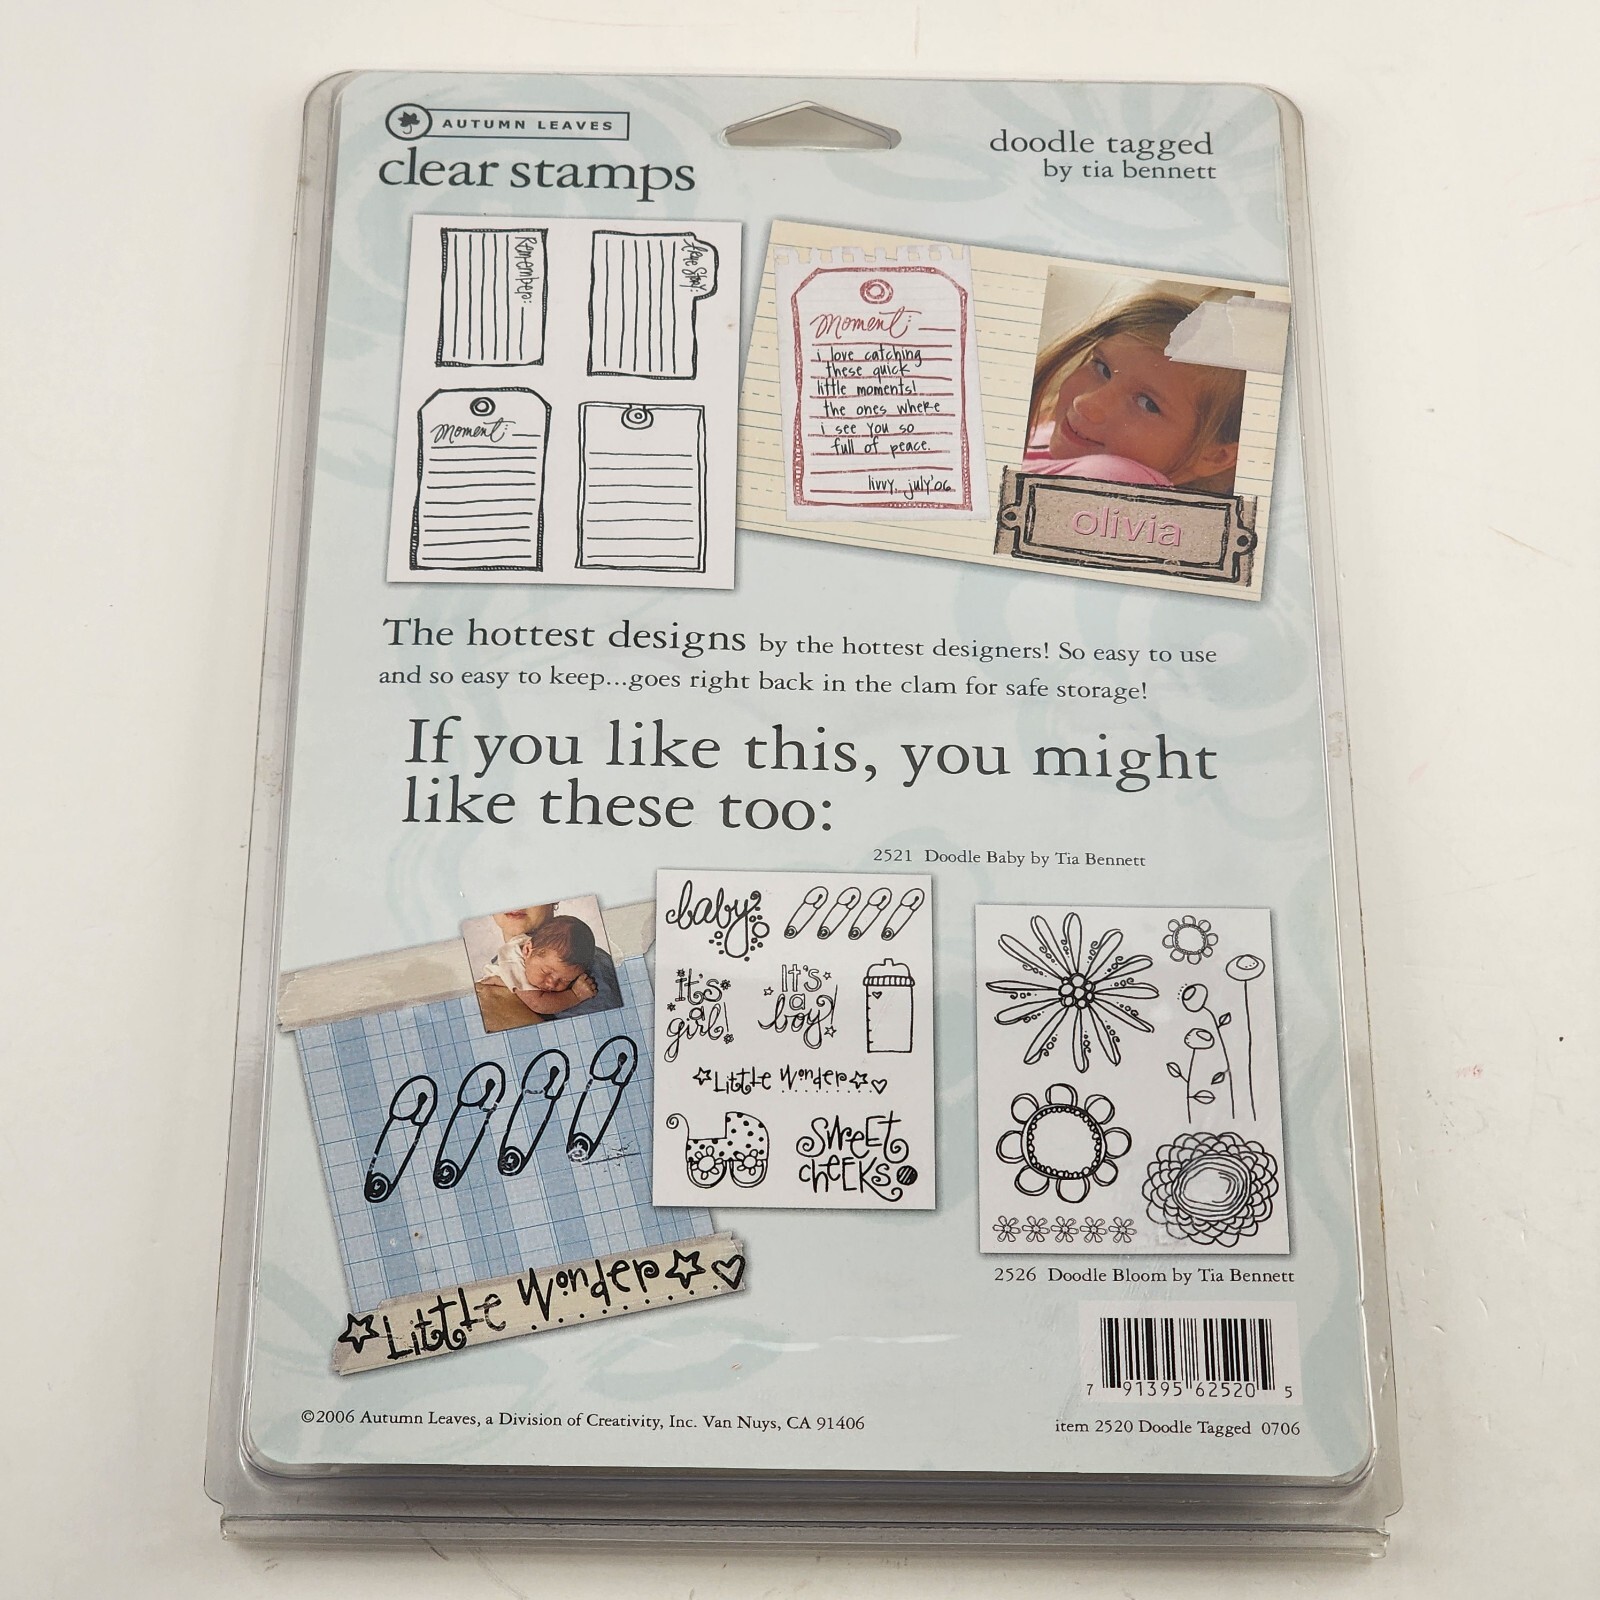 AUTUMN LEAVES
clear stamps
doodle tagged
by tia bennett
Remember:
true story:
moment:
moment:
i love catching
these quick
little moments!
the ones where
i see you so
full of peace.
livvy, july '06
olivia
The hottest designs by the hottest designers! So easy to use
and so easy to keep...goes right back in the clam for safe storage!
If you like this, you might
like these too:
2521 Doodle Baby by Tia Bennett
baby
it's
a
girl!
It's
a
boy!
Little Wonder
SWEET
cheeks
Little Wonder
2526 Doodle Bloom by Tia Bennett
7 91395 62520 5
©2006 Autumn Leaves, a Division of Creativity, Inc. Van Nuys, CA 91406
item 2520 Doodle Tagged 0706